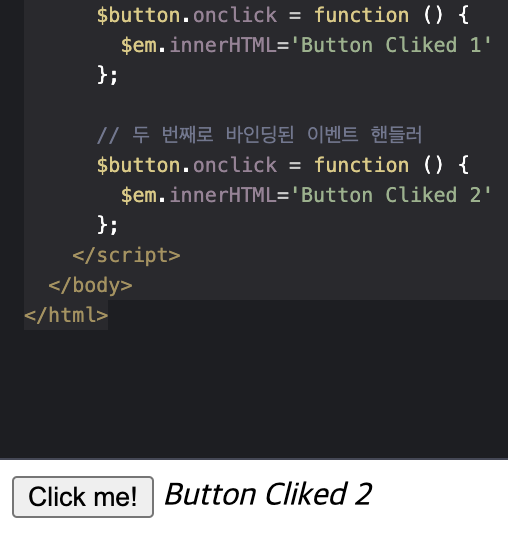 $button.onclick = function () {
$em.innerHTML='Button Cliked 1'
};
// 두 번째로 바인딩된 이벤트 핸들러
$button.onclick = function () {
$em.innerHTML='Button Cliked 2'
};
</script>
</body>
</html>
Click me! Button Cliked 2